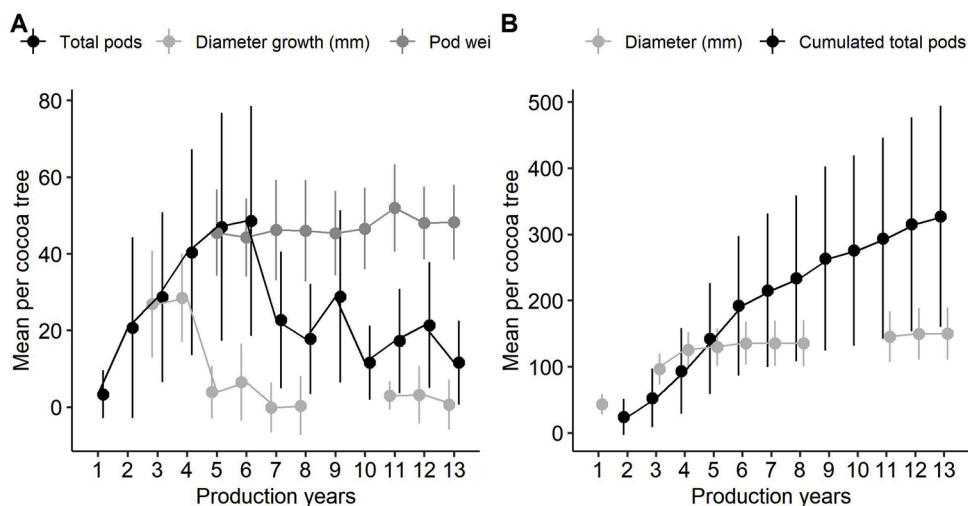 A
B
Total pods Diameter growth (mm) Pod wei
Diameter (mm) Cumulated total pods
Mean per cocoa tree
80
60
40
20
0
1 2 3 4 5 6 7 8 9 10 11 12 13
Production years
Mean per cocoa tree
500
400
300
200
100
0
1 2 3 4 5 6 7 8 9 10 11 12 13
Production years